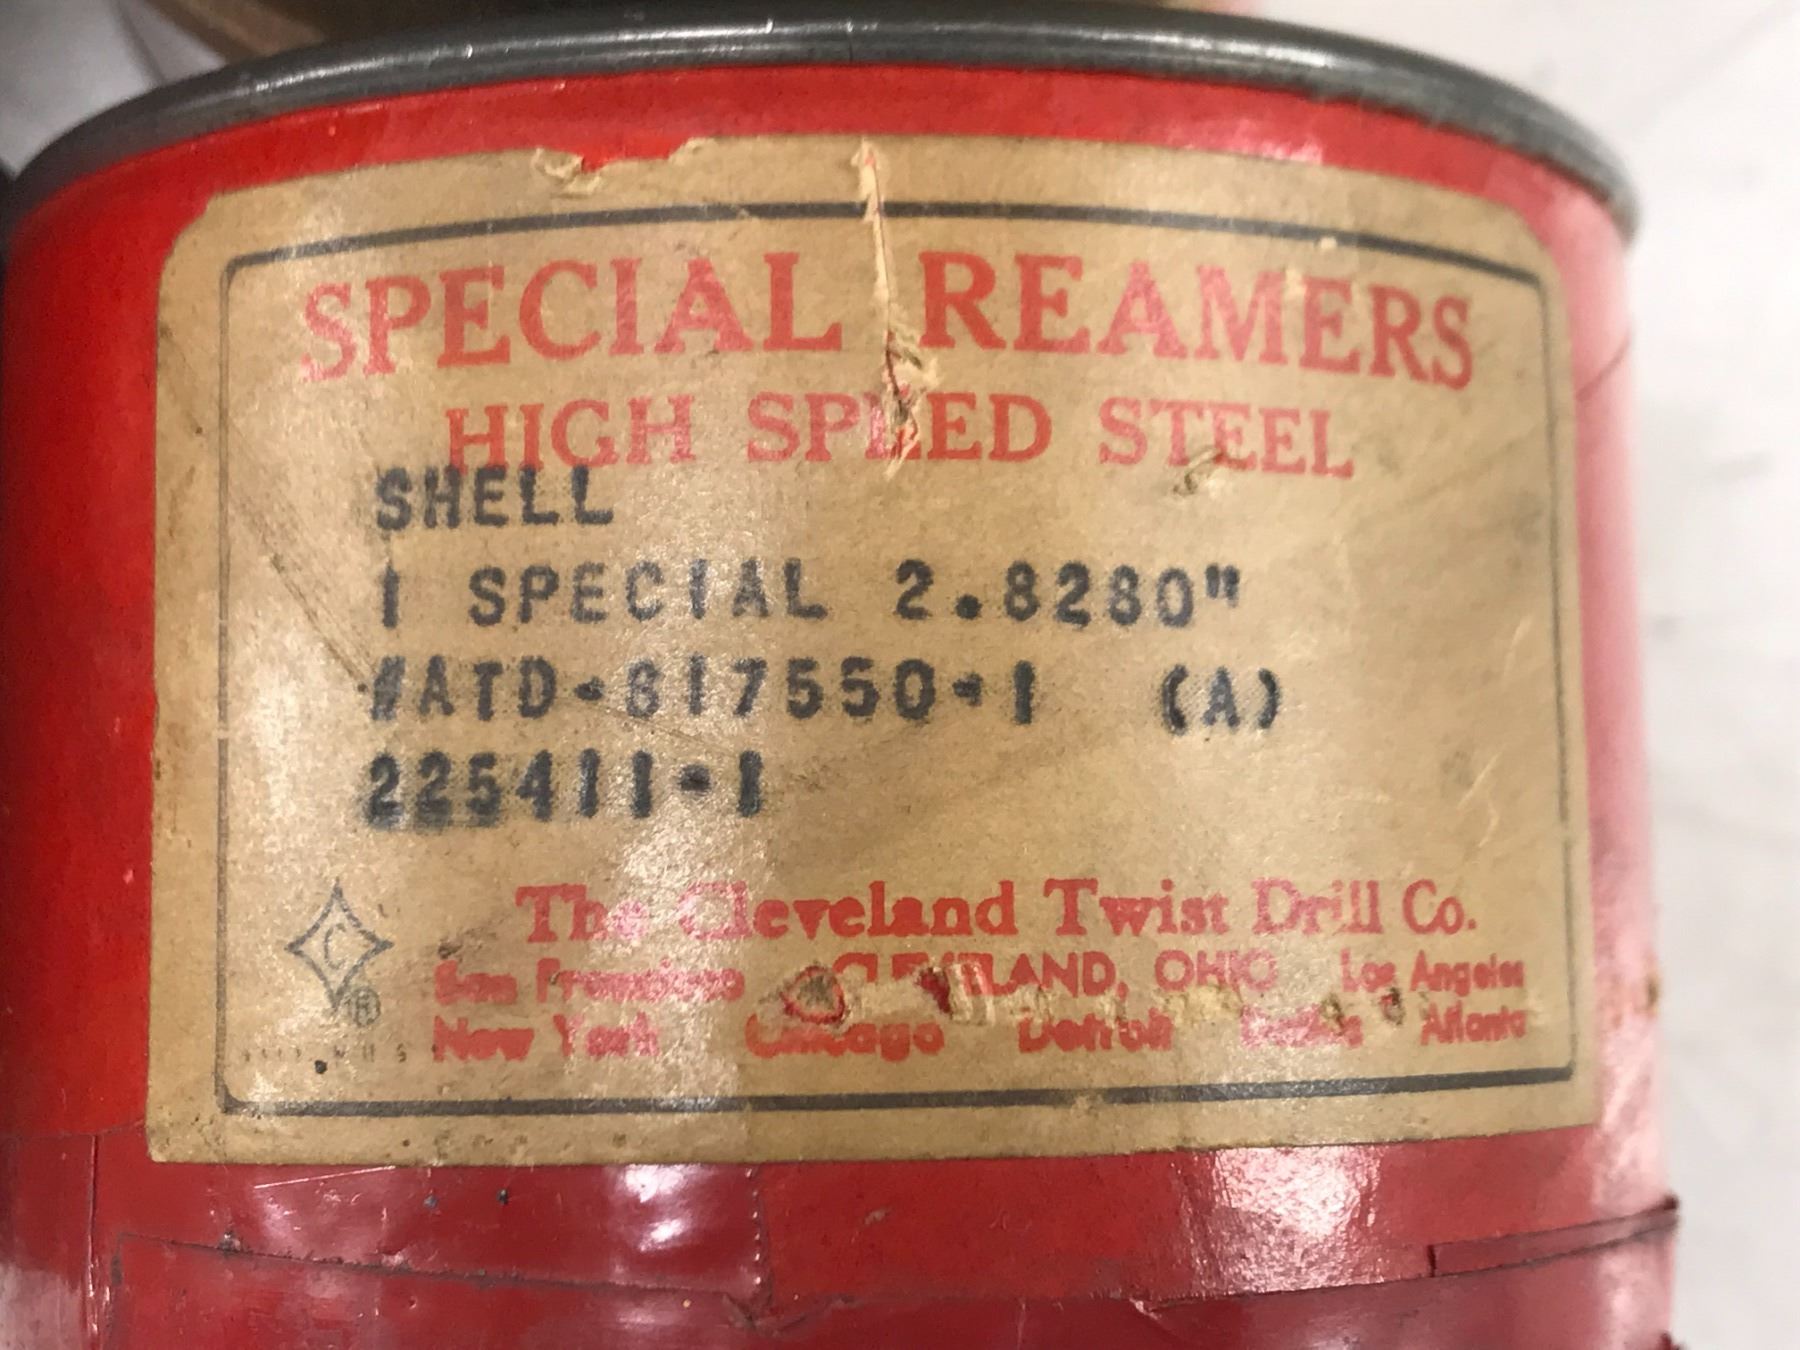 SPECIAL REAMERS
HIGH SPEED STEEL
SHELL
1 SPECIAL 2.8280"
#ATD-817550-1 (A)
225411-1
C
®
The Cleveland Twist Drill Co.
San Francisco CLEVELAND, OHIO Los Angeles
New York Chicago Detroit Dallas Atlanta